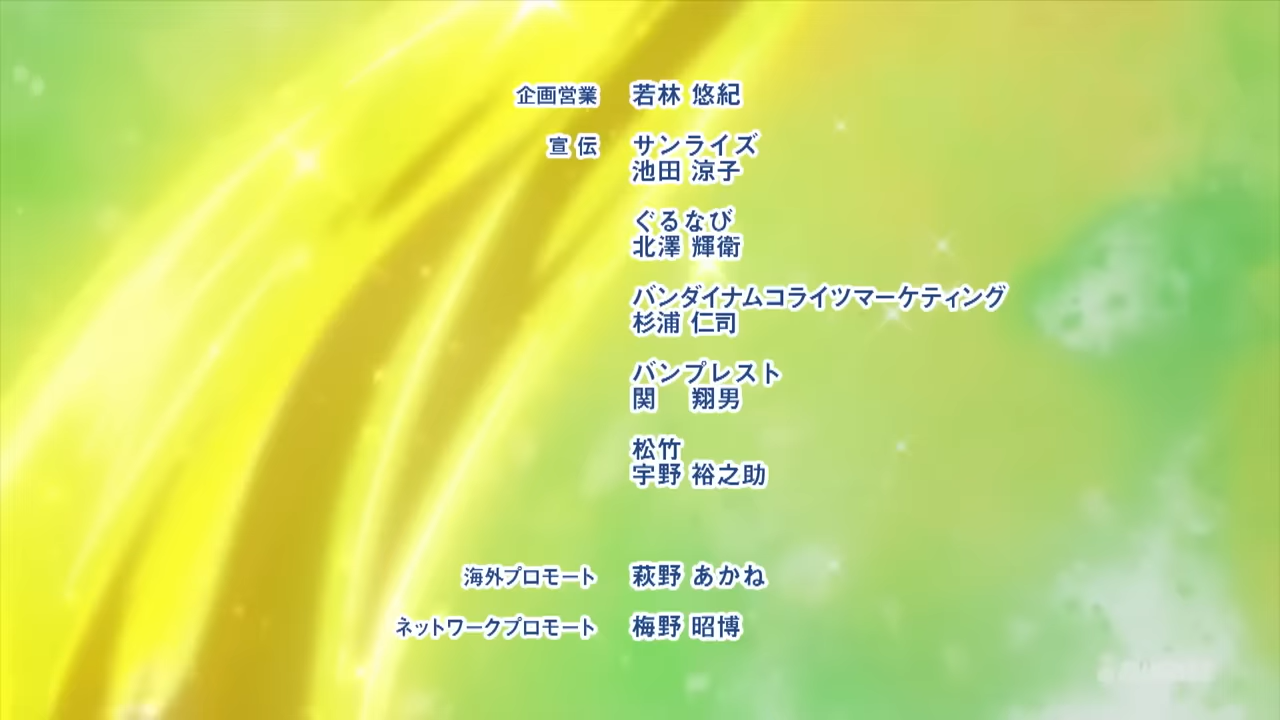 企画営業 若林 悠紀
宣伝 サンライズ
池田 涼子
ぐるなび
北澤 輝衛
バンダイナムコライツマーケティング
杉浦 仁司
バンプレスト
関 翔男
松竹
宇野 裕之助
海外プロモート 萩野 あかね
ネットワークプロモート 梅野 昭博